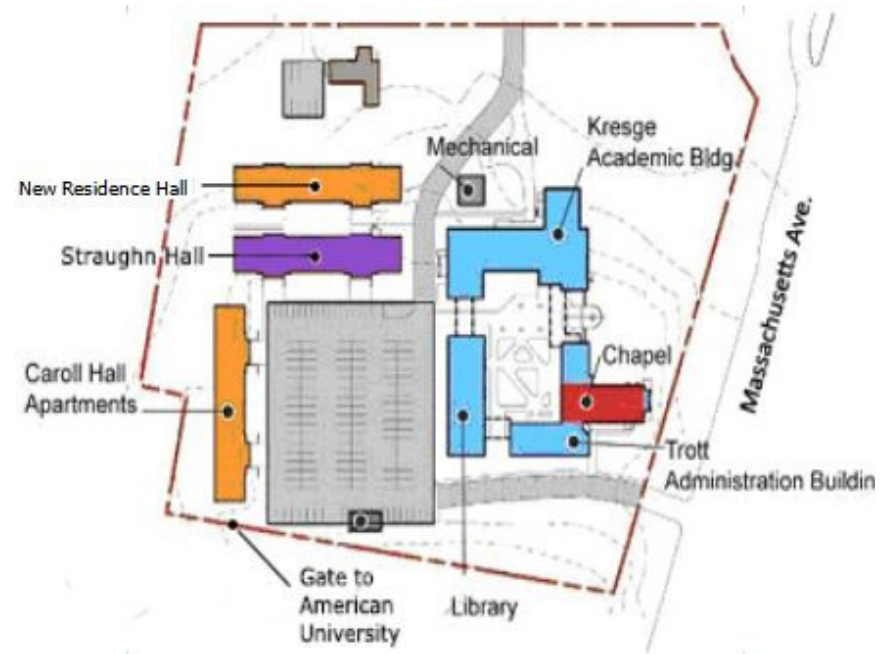 Mechanical
Kresge
Academic Bldg.
New Residence Hall
Straughn Hall
Massachusetts Ave.
Chapel
Caroll Hall
Apartments
Trott
Administration Buildin
Gate to
American
University
Library